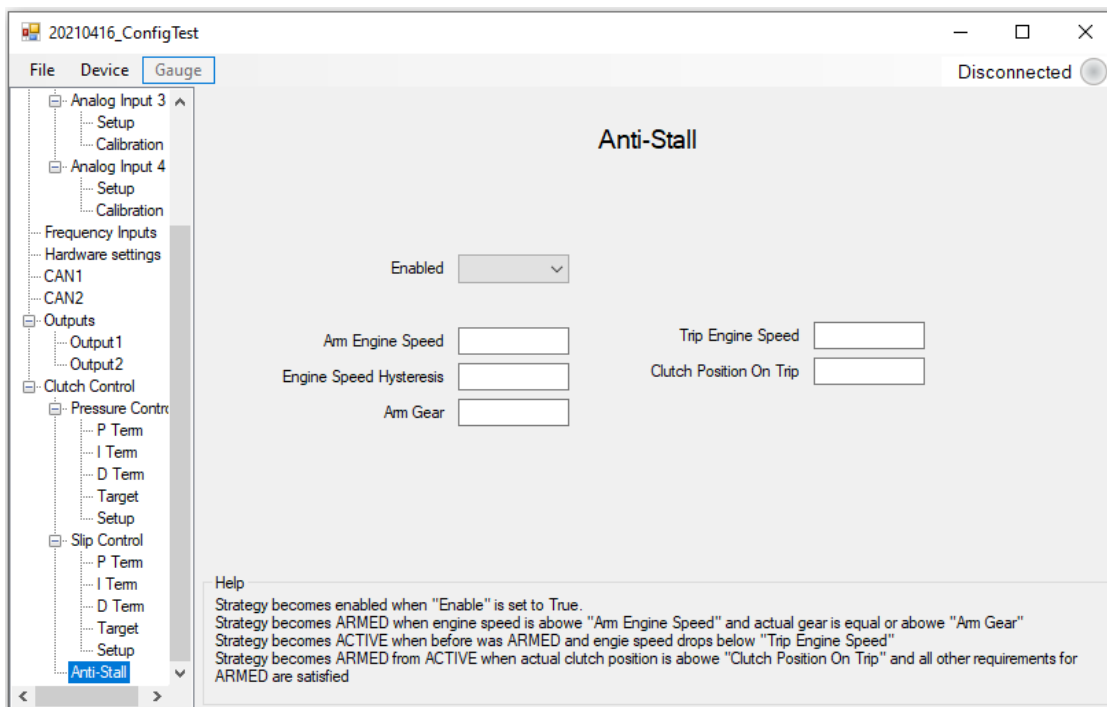 20210416_ConfigTest
File Device Gauge
Disconnected
Analog Input 3
Setup
Calibration
Analog Input 4
Setup
Calibration
Frequency Inputs
Hardware settings
CAN1
CAN2
Outputs
Output1
Output2
Clutch Control
Pressure Contro
P Term
I Term
D Term
Target
Setup
Slip Control
P Term
I Term
D Term
Target
Setup
Anti-Stall
Anti-Stall
Enabled
Arm Engine Speed
Trip Engine Speed
Engine Speed Hysteresis
Clutch Position On Trip
Arm Gear
Help
Strategy becomes enabled when "Enable" is set to True.
Strategy becomes ARMED when engine speed is abowe "Arm Engine Speed" and actual gear is equal or abowe "Arm Gear"
Strategy becomes ACTIVE when before was ARMED and engie speed drops below "Trip Engine Speed"
Strategy becomes ARMED from ACTIVE when actual clutch position is abowe "Clutch Position On Trip" and all other requirements for
ARMED are satisfied